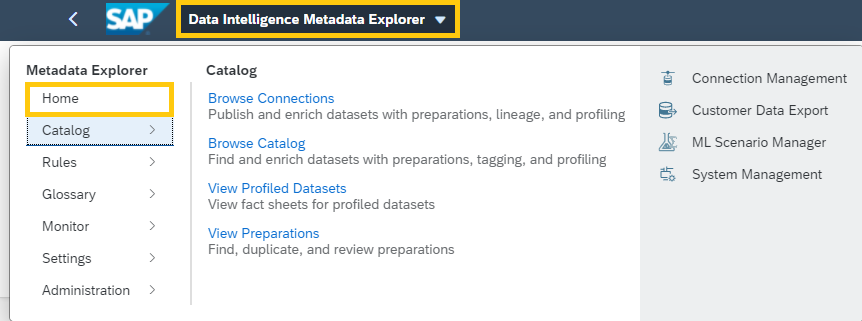 SAP Data Intelligence Metadata Explorer
Metadata Explorer
Home
Catalog
Rules
Glossary
Monitor
Settings
Administration
Catalog
Browse Connections
Publish and enrich datasets with preparations, lineage, and profiling
Browse Catalog
Find and enrich datasets with preparations, tagging, and profiling
View Profiled Datasets
View fact sheets for profiled datasets
View Preparations
Find, duplicate, and review preparations
Connection Management
Customer Data Export
ML Scenario Manager
System Management